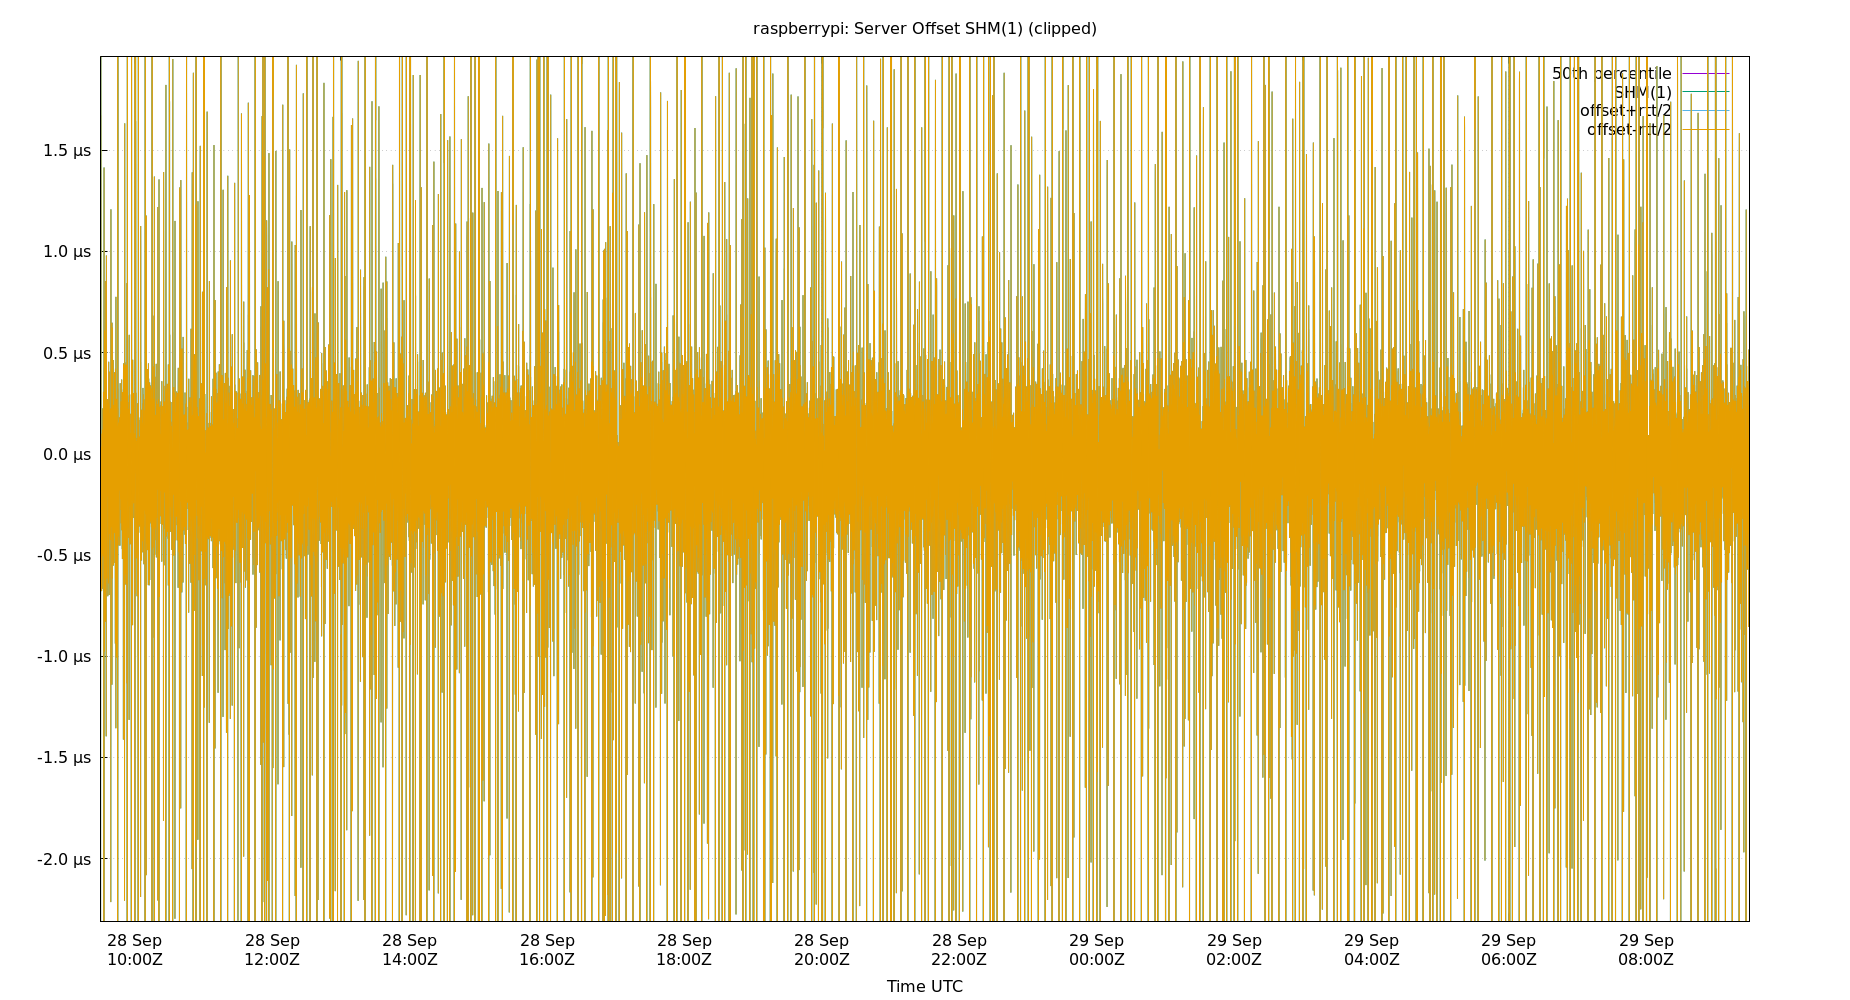 raspberrypi: Server Offset SHM(1) (clipped)
50th percentile
SHM(1)
offset+rtt/2
offset-rtt/2
1.5 µs
1.0 µs
0.5 µs
0.0 µs
-0.5 µs
-1.0 µs
-1.5 µs
-2.0 µs
28 Sep 28 Sep 28 Sep 28 Sep 28 Sep 28 Sep 28 Sep 29 Sep 29 Sep 29 Sep 29 Sep 29 Sep
10:00Z 12:00Z 14:00Z 16:00Z 18:00Z 20:00Z 22:00Z 00:00Z 02:00Z 04:00Z 06:00Z 08:00Z
Time UTC